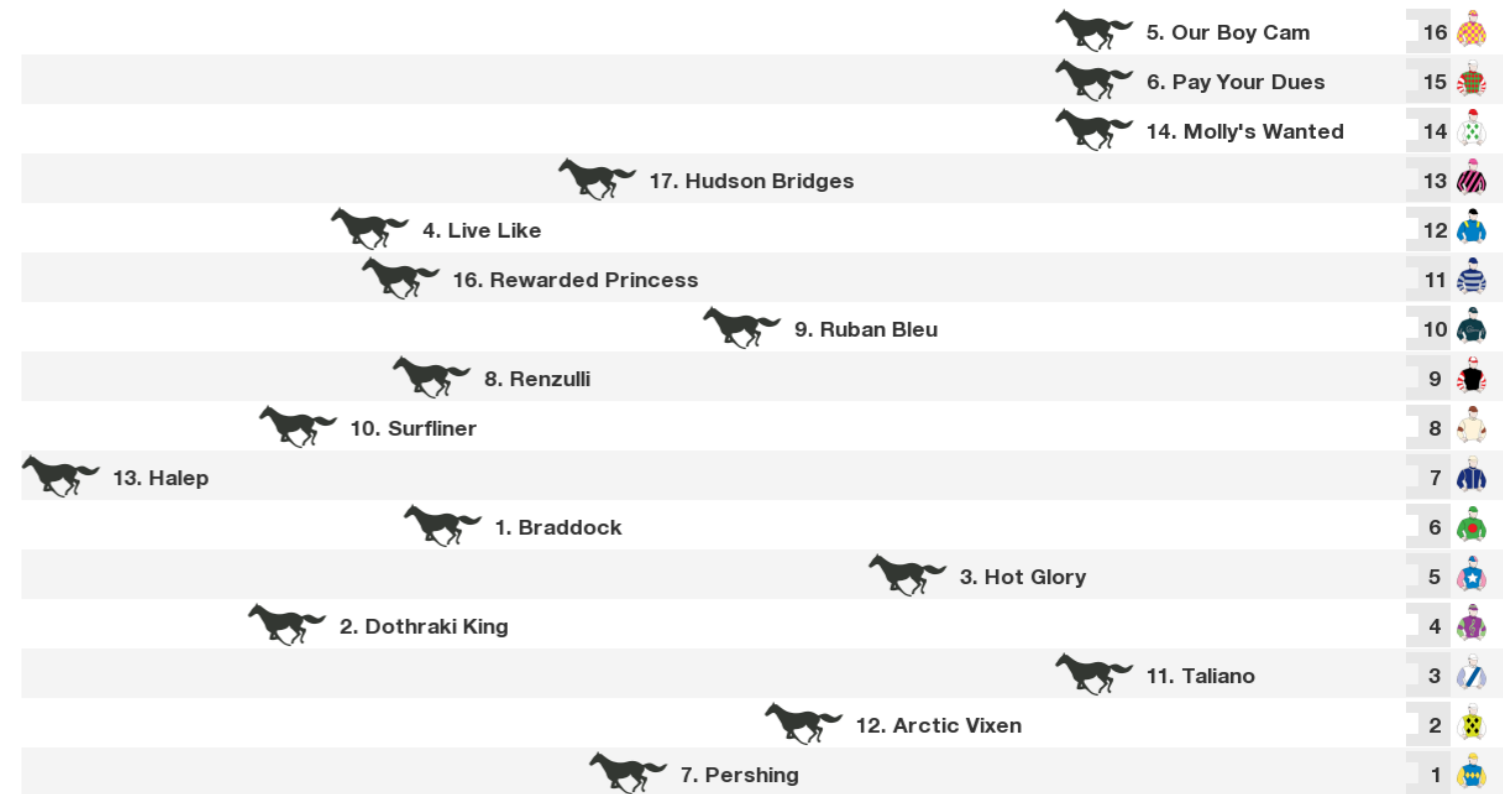 5. Our Boy Cam 16
6. Pay Your Dues 15
14. Molly's Wanted 14
17. Hudson Bridges 13
4. Live Like 12
16. Rewarded Princess 11
9. Ruban Bleu 10
8. Renzulli 9
10. Surfliner 8
13. Halep 7
1. Braddock 6
3. Hot Glory 5
2. Dothraki King 4
11. Taliano 3
12. Arctic Vixen 2
7. Pershing 1